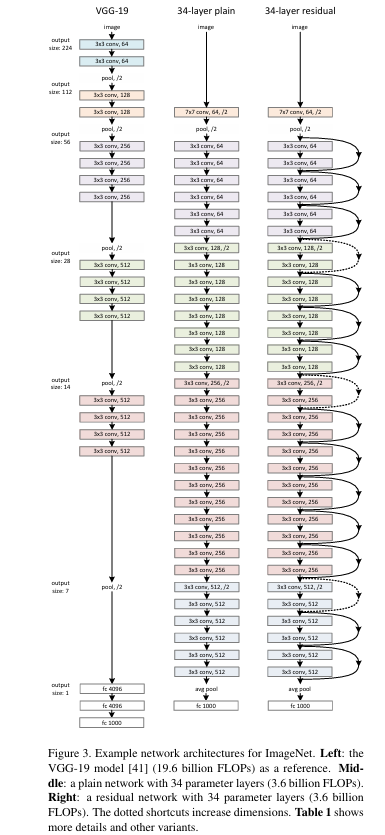 VGG-19
image
output
size: 224
3x3 conv, 64
3x3 conv, 64
pool, /2
output
size: 112
3x3 conv, 128
3x3 conv, 128
pool, /2
output
size: 56
3x3 conv, 256
3x3 conv, 256
3x3 conv, 256
3x3 conv, 256
pool, /2
output
size: 28
3x3 conv, 512
3x3 conv, 512
3x3 conv, 512
3x3 conv, 512
pool, /2
output
size: 14
3x3 conv, 512
3x3 conv, 512
3x3 conv, 512
3x3 conv, 512
output
size: 7
pool, /2
output
size: 1
fc 4096
fc 4096
fc 1000
34-layer plain
image
7x7 conv, 64, /2
pool, /2
3x3 conv, 64
3x3 conv, 64
3x3 conv, 64
3x3 conv, 64
3x3 conv, 64
3x3 conv, 64
3x3 conv, 128, /2
3x3 conv, 128
3x3 conv, 128
3x3 conv, 128
3x3 conv, 128
3x3 conv, 128
3x3 conv, 128
3x3 conv, 128
3x3 conv, 256, /2
3x3 conv, 256
3x3 conv, 256
3x3 conv, 256
3x3 conv, 256
3x3 conv, 256
3x3 conv, 256
3x3 conv, 256
3x3 conv, 256
3x3 conv, 256
3x3 conv, 256
3x3 conv, 256
3x3 conv, 512, /2
3x3 conv, 512
3x3 conv, 512
3x3 conv, 512
3x3 conv, 512
3x3 conv, 512
avg pool
fc 1000
34-layer residual
image
7x7 conv, 64, /2
pool, /2
3x3 conv, 64
3x3 conv, 64
3x3 conv, 64
3x3 conv, 64
3x3 conv, 64
3x3 conv, 64
3x3 conv, 128, /2
3x3 conv, 128
3x3 conv, 128
3x3 conv, 128
3x3 conv, 128
3x3 conv, 128
3x3 conv, 128
3x3 conv, 128
3x3 conv, 256, /2
3x3 conv, 256
3x3 conv, 256
3x3 conv, 256
3x3 conv, 256
3x3 conv, 256
3x3 conv, 256
3x3 conv, 256
3x3 conv, 256
3x3 conv, 256
3x3 conv, 256
3x3 conv, 256
3x3 conv, 512, /2
3x3 conv, 512
3x3 conv, 512
3x3 conv, 512
3x3 conv, 512
3x3 conv, 512
avg pool
fc 1000
Figure 3. Example network architectures for ImageNet. Left: the
VGG-19 model [41] (19.6 billion FLOPs) as a reference. Mid-
dle: a plain network with 34 parameter layers (3.6 billion FLOPs).
Right: a residual network with 34 parameter layers (3.6 billion
FLOPs). The dotted shortcuts increase dimensions. Table 1 shows
more details and other variants.